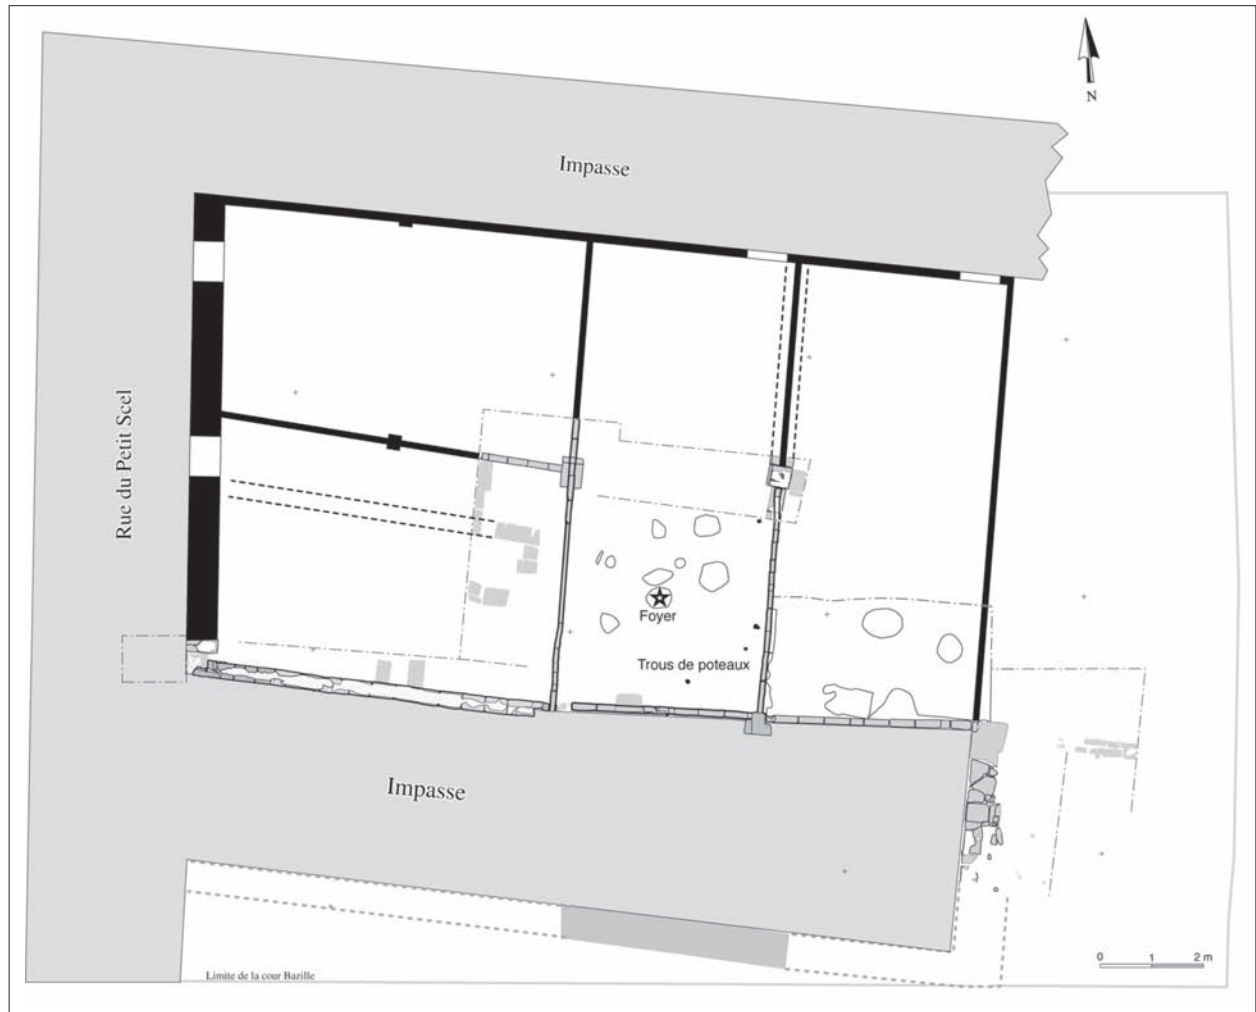 N
Impasse
Rue du Petit Scel
Foyer
Trous de poteaux
Impasse
Limite de la cour Bazille
0 1 2 m